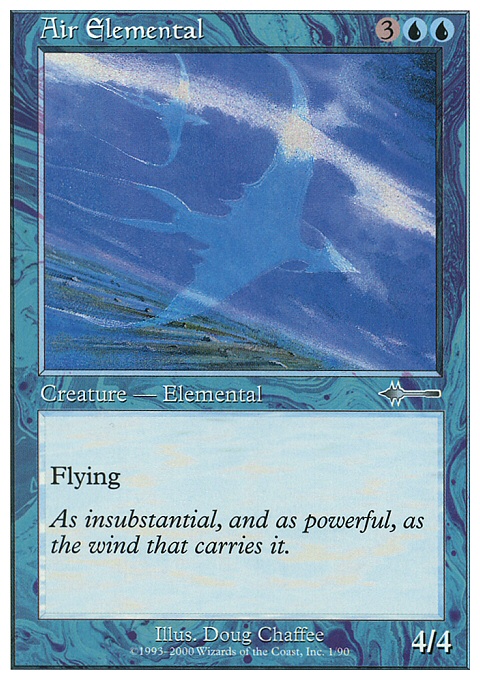 Air Elemental 3
Creature — Elemental
Flying
As insubstantial, and as powerful, as
the wind that carries it.
Illus. Doug Chaffee
©1993-2000 Wizards of the Coast, Inc. 1/90
4/4